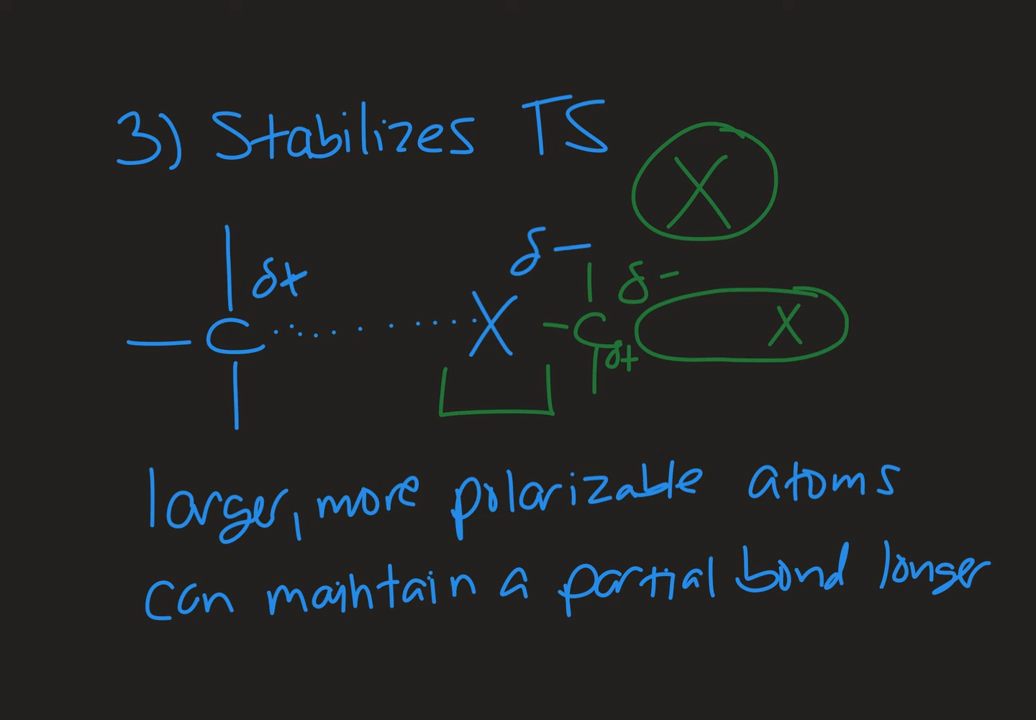 3) Stabilizes TS
X
δ-
δ+
δ-
C
X
C
X
δ+
larger, more polarizable atoms
can maintain a partial bond longer